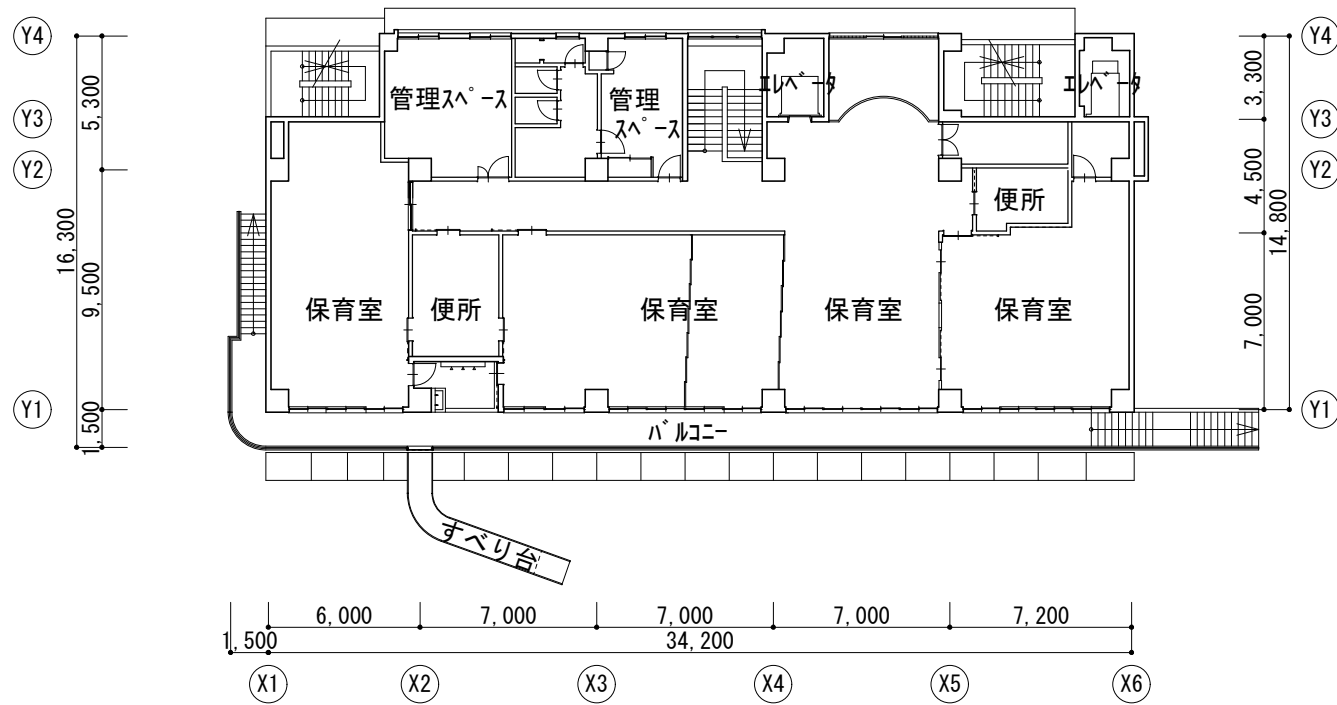 Y4
Y4
エレベータ
エレベータ
管理スペース
管理
スペース
5,300
3,300
Y3
Y3
Y2
Y2
便所
4,500
14,800
16,300
9,500
保育室
便所
保育室
保育室
保育室
7,000
Y1
Y1
1,500
バルコニー
すべり台
6,000
7,000
7,000
7,000
7,200
1,500
34,200
X1
X2
X3
X4
X5
X6